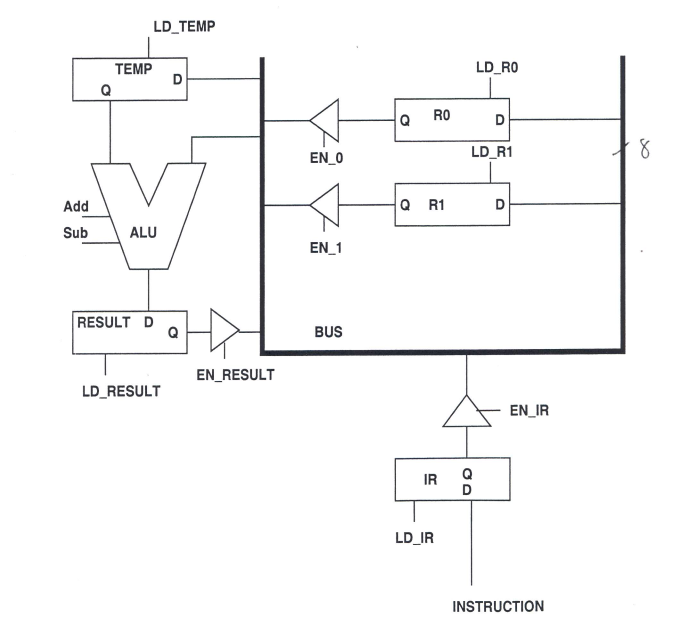 LD_TEMP
TEMP
D
Q
LD_R0
Q R0 D
EN_0
LD_R1
8
Q R1 D
EN_1
Add
Sub
ALU
RESULT D
Q
BUS
EN_RESULT
LD_RESULT
EN_IR
IR Q
D
LD_IR
INSTRUCTION